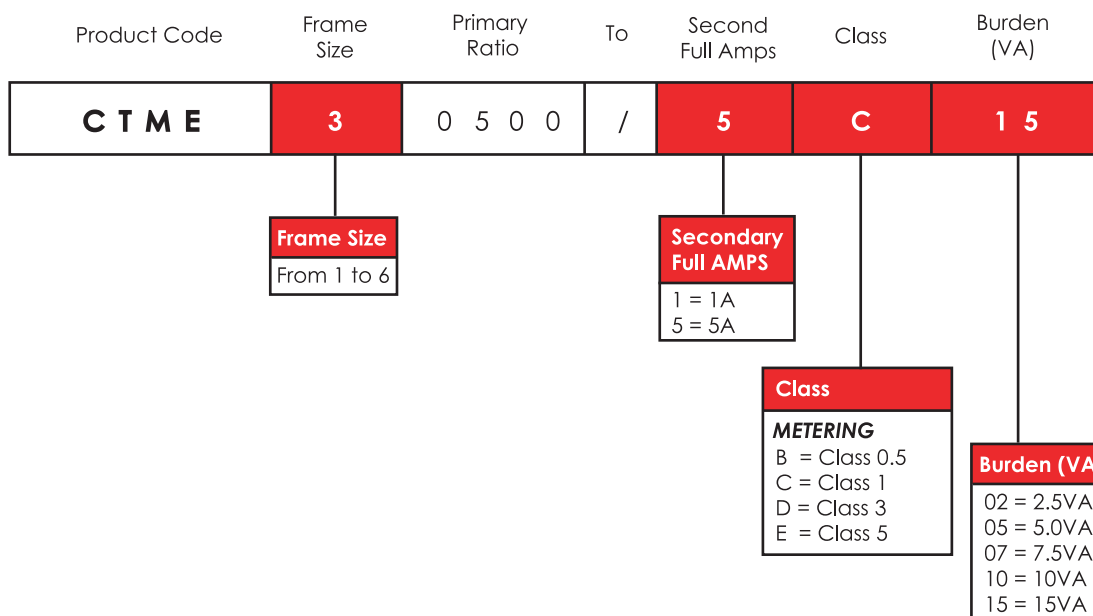 Product Code
Frame
Size
Primary
Ratio
To
Second
Full Amps
Class
Burden
(VA)
C T M E
3
0 5 0 0
/
5
C
1 5
Frame Size
From 1 to 6
Secondary
Full AMPS
1 = 1A
5 = 5A
Class
METERING
B = Class 0.5
C = Class 1
D = Class 3
E = Class 5
Burden (VA
02 = 2.5VA
05 = 5.0VA
07 = 7.5VA
10 = 10VA
15 = 15VA